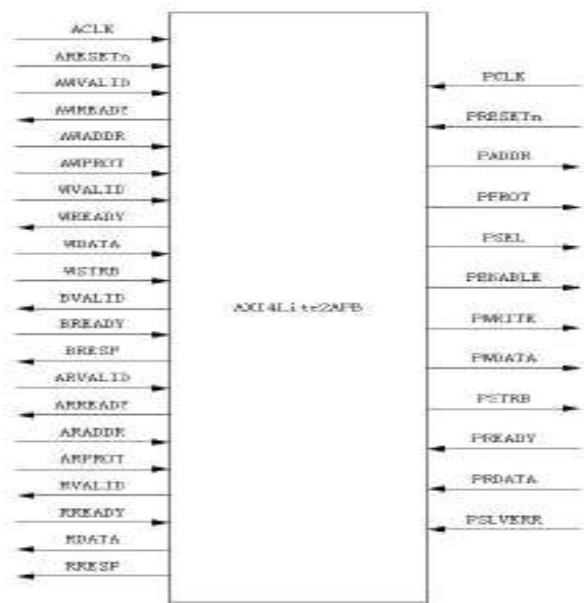 ACLK
ARESETn
AWVALID
AWREADY
AWADDR
AWPROT
WVALID
WREADY
WDATA
WSTRB
BVALID
BREADY
BRESP
ARVALID
ARREADY
ARADDR
ARPROT
RVALID
RREADY
RDATA
RRESP
AXI4Lite2APB
PCLK
PRESETn
PADDR
PPROT
PSEL
PENABLE
PWRITE
PWDATA
PSTRB
PREADY
PRDATA
PSLVERR